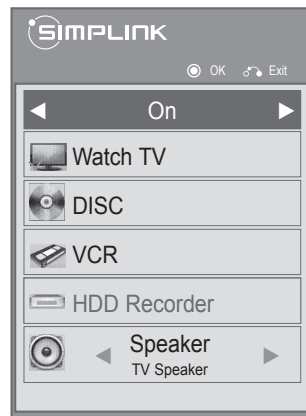 SIMPLINK
OK Exit
On
Watch TV
DISC
VCR
HDD Recorder
Speaker
TV Speaker